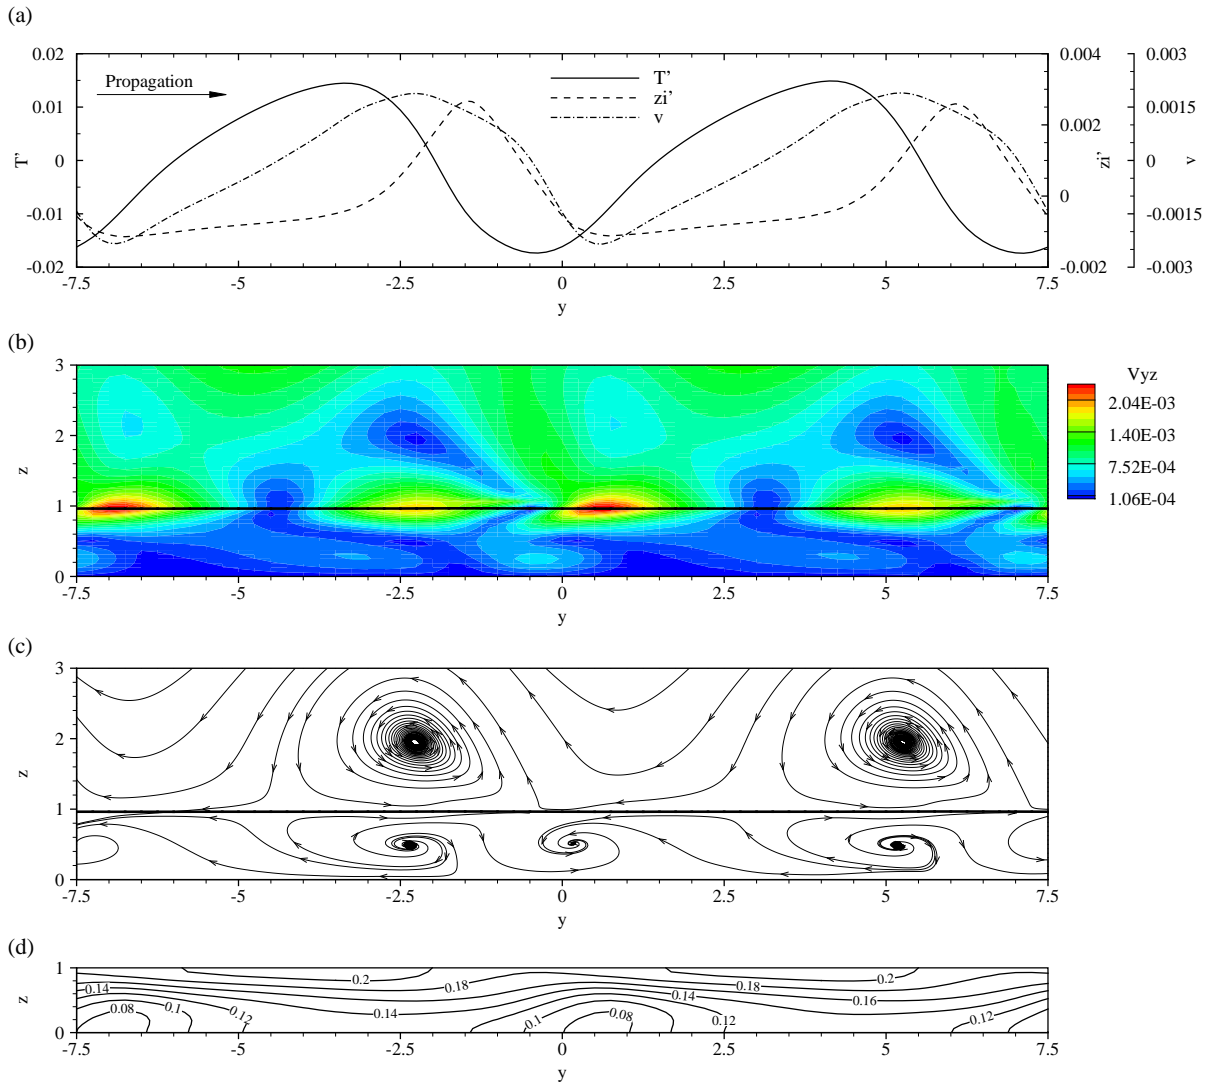 (a)
0.02
0.01
0
-0.01
-0.02
T'
Propagation
T'
zi'
v
0.004
0.002
0
-0.002
zi'
0.003
0.0015
0
-0.0015
-0.003
v
-7.5
-5
-2.5
0
2.5
5
7.5
y
(b)
3
2
1
0
z
-7.5
-5
-2.5
0
2.5
5
7.5
y
Vyz
2.04E-03
1.40E-03
7.52E-04
1.06E-04
(c)
3
2
1
0
z
-7.5
-5
-2.5
0
2.5
5
7.5
y
(d)
1
0
z
0.14
0.08
0.1
0.12
0.2
0.14
0.18
0.1
0.08
0.14
0.12
0.18
0.2
0.16
0.12
-7.5
-5
-2.5
0
2.5
5
7.5
y